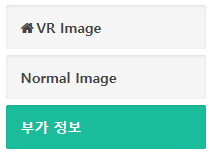 VR Image
Normal Image
부가 정보